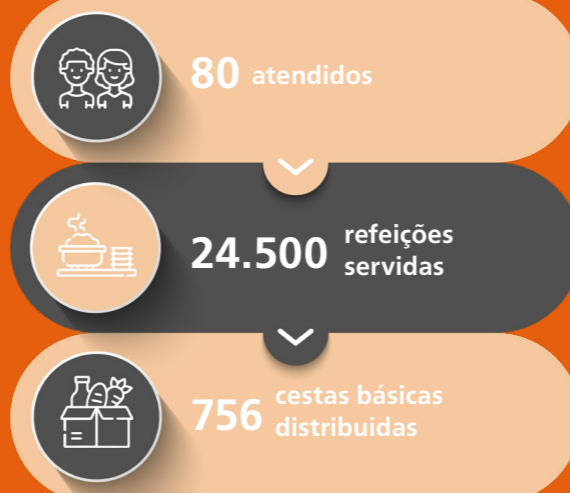 80 atendidos
24.500 refeições
servidas
756 cestas básicas
distribuidas